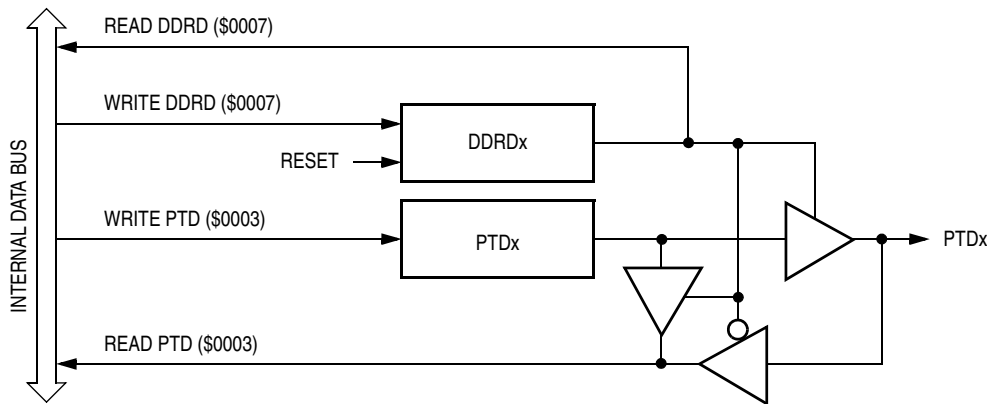 READ DDRD ($0007)
WRITE DDRD ($0007)
DDRDx
RESET
INTERNAL DATA BUS
WRITE PTD ($0003)
PTDx
PTDx
READ PTD ($0003)